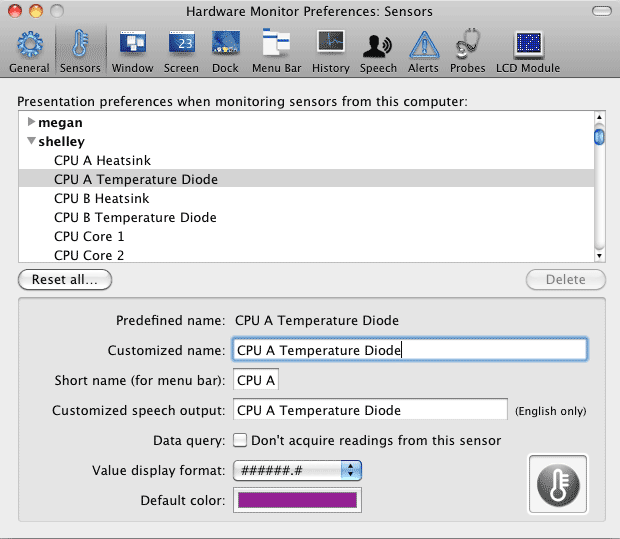 Hardware Monitor Preferences: Sensors
23
General Sensors Window Screen Dock Menu Bar History Speech Alerts Probes LCD Module
Presentation preferences when monitoring sensors from this computer:
megan
shelley
CPU A Heatsink
CPU A Temperature Diode
CPU B Heatsink
CPU B Temperature Diode
CPU Core 1
CPU Core 2
Reset all... Delete
Predefined name: CPU A Temperature Diode
Customized name: CPU A Temperature Diode
Short name (for menu bar): CPU A
Customized speech output: CPU A Temperature Diode (English only)
Data query: Don't acquire readings from this sensor
Value display format: ######.#
Default color: